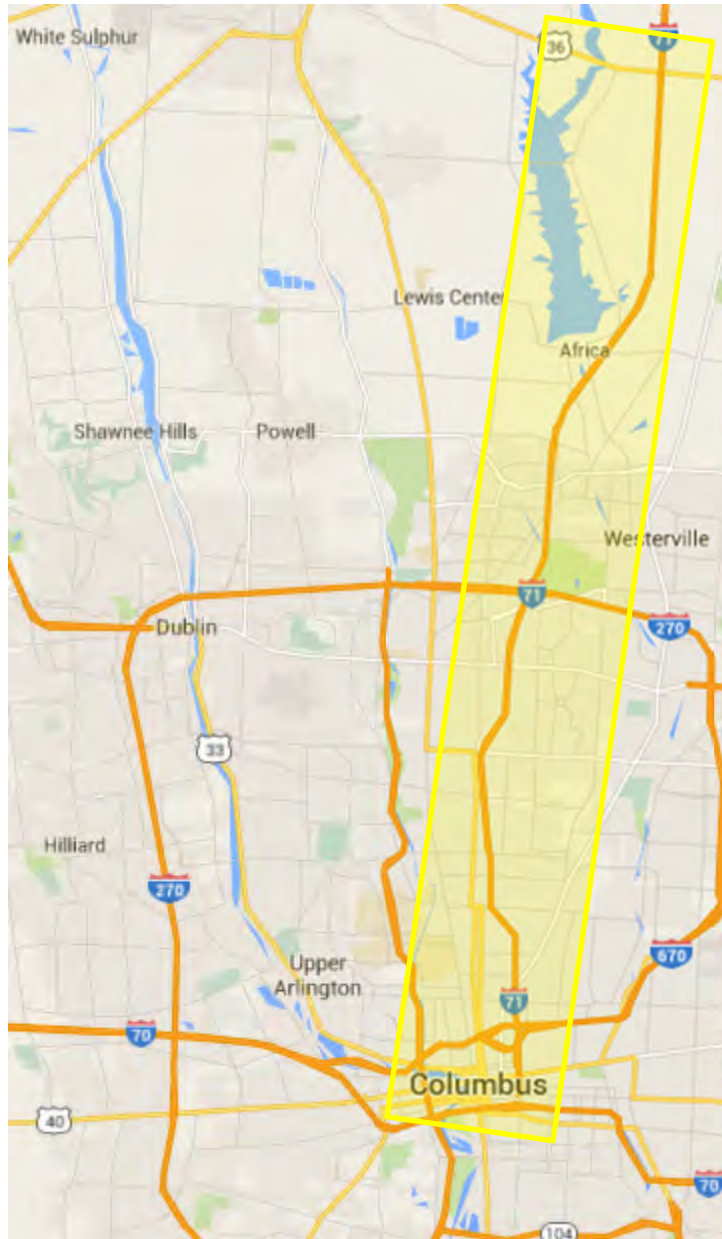 White Sulphur
36
71
Lewis Center
Africa
Shawnee Hills
Powell
Westerville
71
270
Dublin
33
Hilliard
270
Upper
Arlington
670
71
70
Columbus
40
70
104